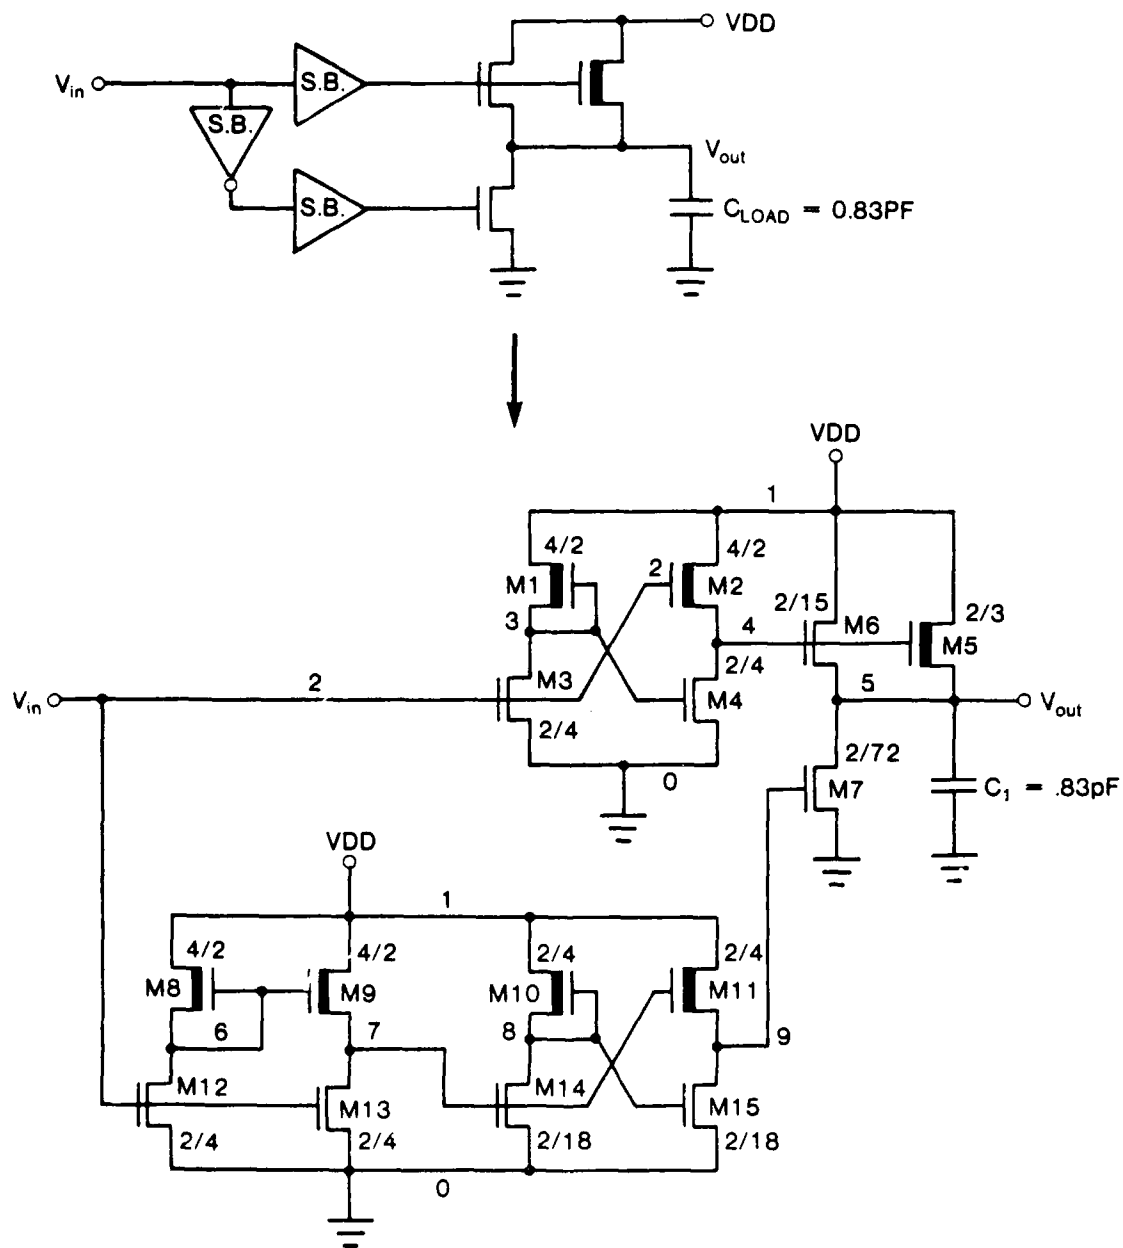 VDD
Vin
S.B.
S.B.
Vout
S.B.
CLOAD = 0.83PF
VDD
1
4/2
4/2
M1
2
M2
2/15
M6
2/3
3
4
M5
2/4
M3
5
Vin
2
M4
Vout
2/4
2/72
0
M7
C1 = .83pF
VDD
1
4/2
4/2
2/4
2/4
M8
M9
M10
M11
6
7
8
9
M12
M14
M13
M15
2/4
2/4
2/18
2/18
0